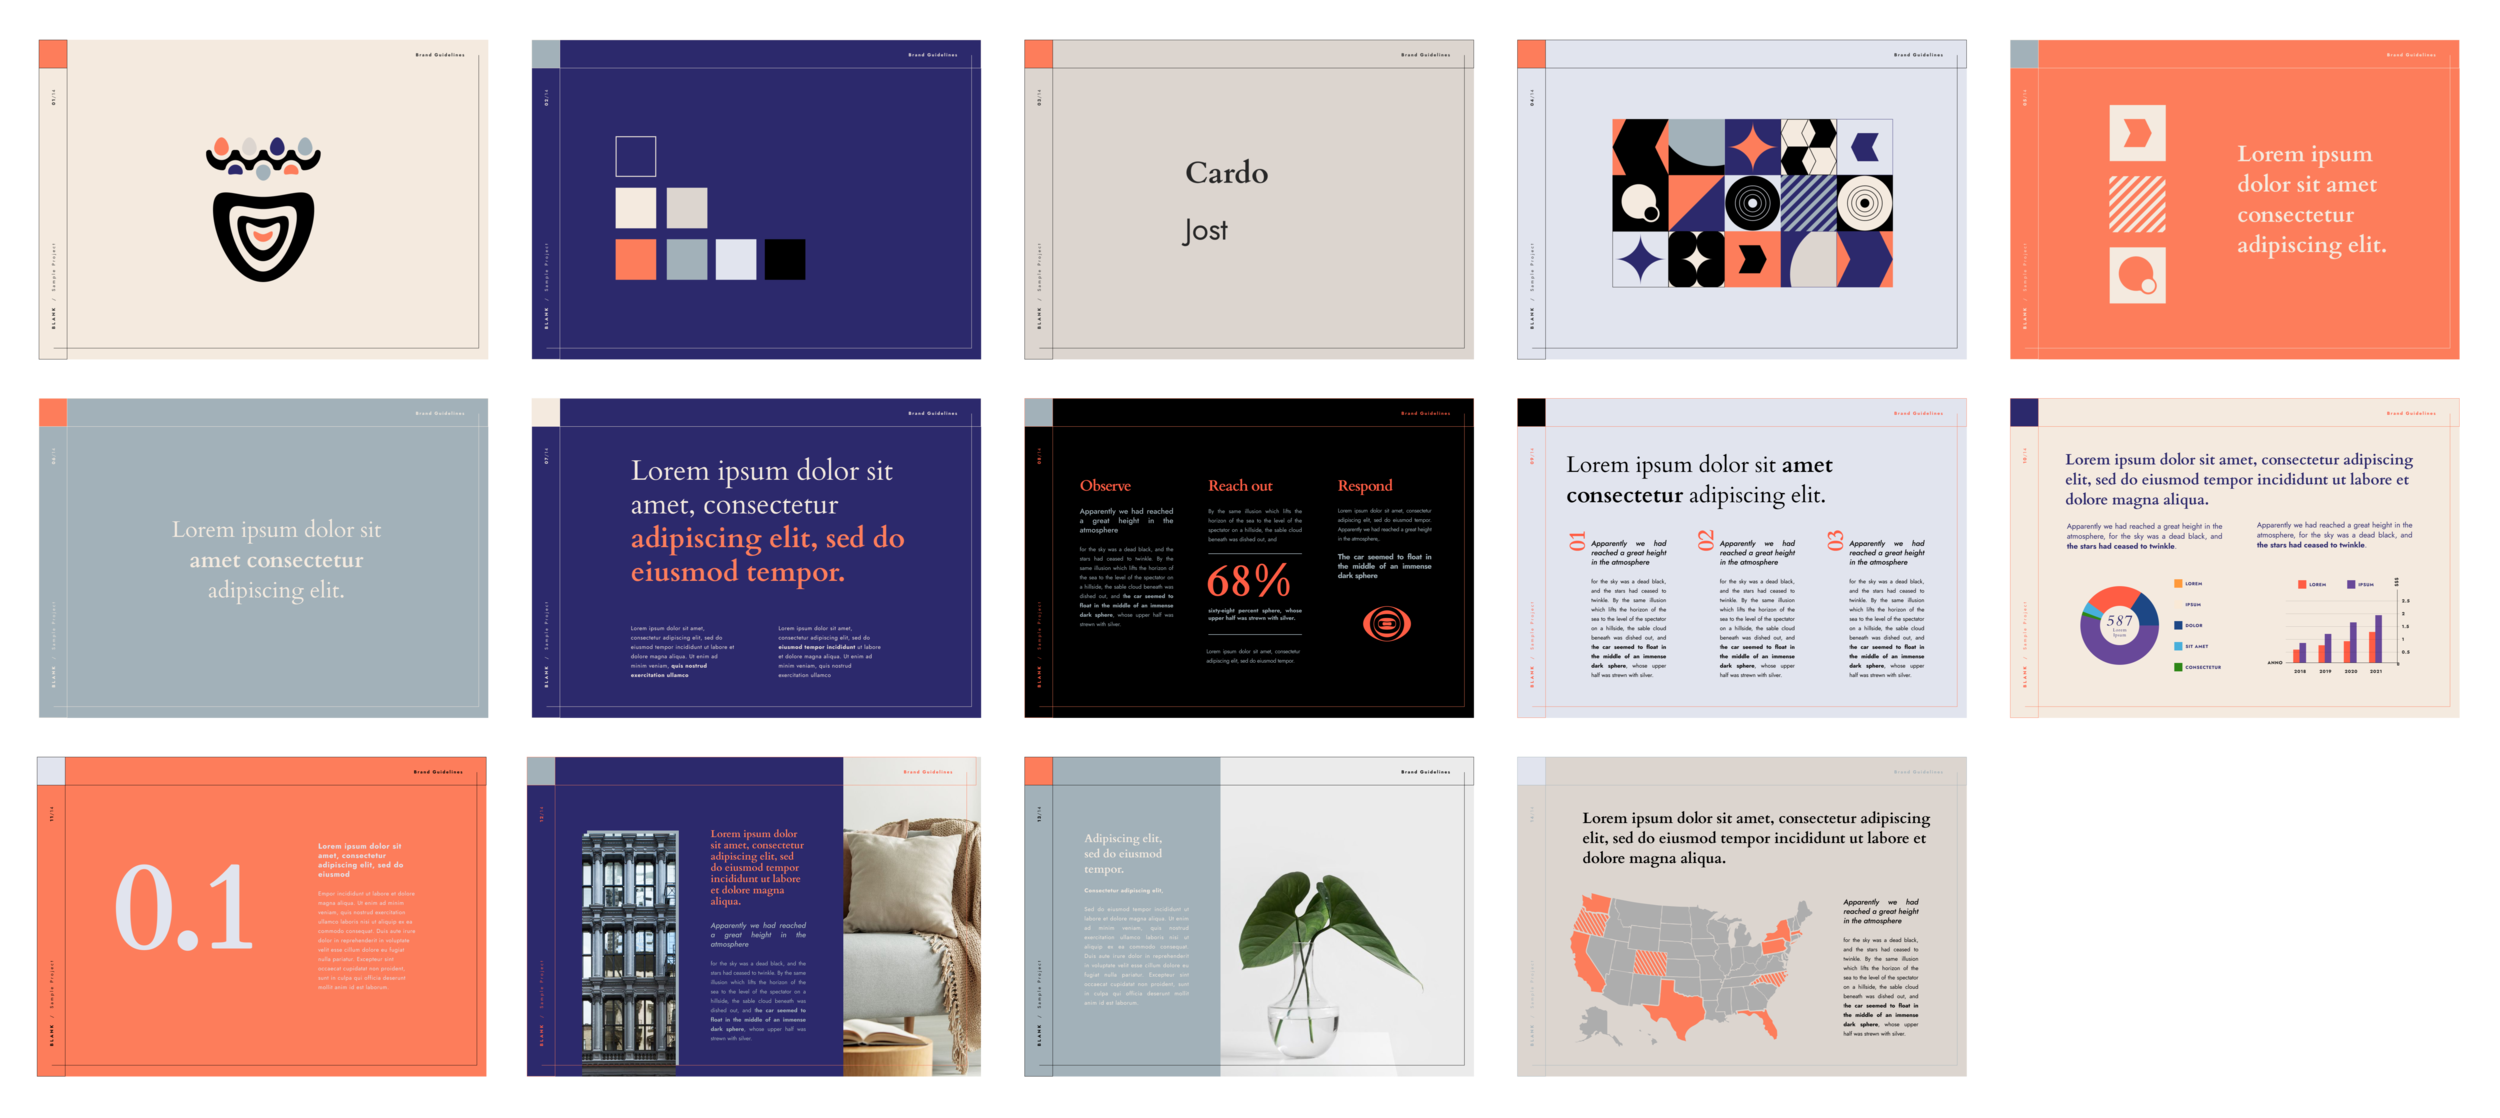 Brand Guidelines
01/14
BLANK / Sample Project
Brand Guidelines
02/14
BLANK / Sample Project
Brand Guidelines
03/14
BLANK / Sample Project
Cardo
Jost
Brand Guidelines
04/14
BLANK / Sample Project
Brand Guidelines
05/14
BLANK / Sample Project
Lorem ipsum
dolor sit amet
consectetur
adipiscing elit.
Brand Guidelines
06/14
BLANK / Sample Project
Lorem ipsum dolor sit
amet consectetur
adipiscing elit.
Brand Guidelines
07/14
BLANK / Sample Project
Lorem ipsum dolor sit
amet, consectetur
adipiscing elit, sed do
eiusmod tempor.
Lorem ipsum dolor sit amet,
consectetur adipiscing elit, sed do
eiusmod tempor incididunt ut labore et
et dolore magna aliqua. Ut enim ad
minim veniam, quis nostrud
exercitation ullamco
Lorem ipsum dolor sit amet,
consectetur adipiscing elit, sed do
eiusmod tempor incididunt ut labore
et dolore magna aliqua. Ut enim ad
minim veniam, quis nostrud
exercitation ullamco
Brand Guidelines
08/14
BLANK / Sample Project
Observe
Apparently we had reached
a great height in the
atmosphere
for the sky was a dead black, and the
stars had ceased to twinkle. By the
same illusion which lifts the horizon of
the sea to the level of the spectator on
a hillside, the sable cloud beneath was
dished out, and the car seemed to
float in the middle of an immense
dark sphere, whose upper half was
strewn with silver.
Reach out
By the same illusion which lifts the
horizon of the sea to the level of the
spectator on a hillside, the sable cloud
beneath was dished out, and
68%
sixty-eight percent sphere, whose
upper half was strewn with silver.
Lorem ipsum dolor sit amet, consectetur
adipiscing elit, sed do eiusmod tempor.
Respond
Lorem ipsum dolor sit amet, consectetur
adipiscing elit, sed do eiusmod tempor.
Apparently we had reached a great height
in the atmosphere,
The car seemed to float in
the middle of an immense
dark sphere
Brand Guidelines
09/14
BLANK / Sample Project
Lorem ipsum dolor sit amet
consectetur adipiscing elit.
01
Apparently we had
reached a great height
in the atmosphere
for the sky was a dead black,
and the stars had ceased to
twinkle. By the same illusion
which lifts the horizon of the
sea to the level of the spectator
on a hillside, the sable cloud
beneath was dished out, and
the car seemed to float in
the middle of an immense
dark sphere, whose upper
half was strewn with silver.
02
Apparently we had
reached a great height
in the atmosphere
for the sky was a dead black,
and the stars had ceased to
twinkle. By the same illusion
which lifts the horizon of the
sea to the level of the spectator
on a hillside, the sable cloud
beneath was dished out, and
the car seemed to float in
the middle of an immense
dark sphere, whose upper
half was strewn with silver.
03
Apparently we had
reached a great height
in the atmosphere
for the sky was a dead black,
and the stars had ceased to
twinkle. By the same illusion
which lifts the horizon of the
sea to the level of the spectator
on a hillside, the sable cloud
beneath was dished out, and
the car seemed to float in
the middle of an immense
dark sphere, whose upper
half was strewn with silver.
Brand Guidelines
10/14
BLANK / Sample Project
Lorem ipsum dolor sit amet, consectetur adipiscing
elit, sed do eiusmod tempor incididunt ut labore et
dolore magna aliqua.
Apparently we had reached a great height in the
atmosphere, for the sky was a dead black, and
the stars had ceased to twinkle.
Apparently we had reached a great height in the
atmosphere, for the sky was a dead black, and
the stars had ceased to twinkle.
587
Lorem
Ipsum
LOREM
IPSUM
DOLOR
SIT AMET
CONSECTETUR
LOREM
IPSUM
$$$
2.5
2
1.5
1
0.5
0
ANNO
2018
2019
2020
2021
Brand Guidelines
11/14
BLANK / Sample Project
0.1
Lorem ipsum dolor sit
amet, consectetur
adipiscing elit, sed do
eiusmod
Empor incididunt ut labore et dolore
magna aliqua. Ut enim ad minim
veniam, quis nostrud exercitation
ullamco laboris nisi ut aliquip ex ea
commodo consequat. Duis aute irure
dolor in reprehenderit in voluptate
velit esse cillum dolore eu fugiat
nulla pariatur. Excepteur sint
occaecat cupidatat non proident,
sunt in culpa qui officia deserunt
mollit anim id est laborum.
Brand Guidelines
12/14
BLANK / Sample Project
Lorem ipsum dolor
sit amet, consectetur
adipiscing elit, sed
do eiusmod tempor
incididunt ut labore
et dolore magna
aliqua.
Apparently we had reached
a great height in the
atmosphere
for the sky was a dead black, and the
stars had ceased to twinkle. By the same
illusion which lifts the horizon of the
sea to the level of the spectator on a
hillside, the sable cloud beneath was
dished out, and the car seemed to
float in the middle of an immense
dark sphere, whose upper half was
strewn with silver.
Brand Guidelines
13/14
BLANK / Sample Project
Adipiscing elit,
sed do eiusmod
tempor.
Consectetur adipiscing elit,
Sed do eiusmod tempor incididunt ut
labore et dolore magna aliqua. Ut enim
ad minim veniam, quis nostrud
exercitation ullamco laboris nisi ut
aliquip ex ea commodo consequat.
Duis aute irure dolor in reprehenderit
in voluptate velit esse cillum dolore eu
fugiat nulla pariatur. Excepteur sint
occaecat cupidatat non proident, sunt
in culpa qui officia deserunt mollit
anim id est laborum.
Brand Guidelines
14/14
BLANK / Sample Project
Lorem ipsum dolor sit amet, consectetur adipiscing
elit, sed do eiusmod tempor incididunt ut labore et
dolore magna aliqua.
Apparently we had
reached a great height
in the atmosphere
for the sky was a dead black,
and the stars had ceased to
twinkle. By the same illusion
which lifts the horizon of the
sea to the level of the spectator
on a hillside, the sable cloud
beneath was dished out, and
the car seemed to float in
the middle of an immense
dark sphere, whose upper
half was strewn with silver.